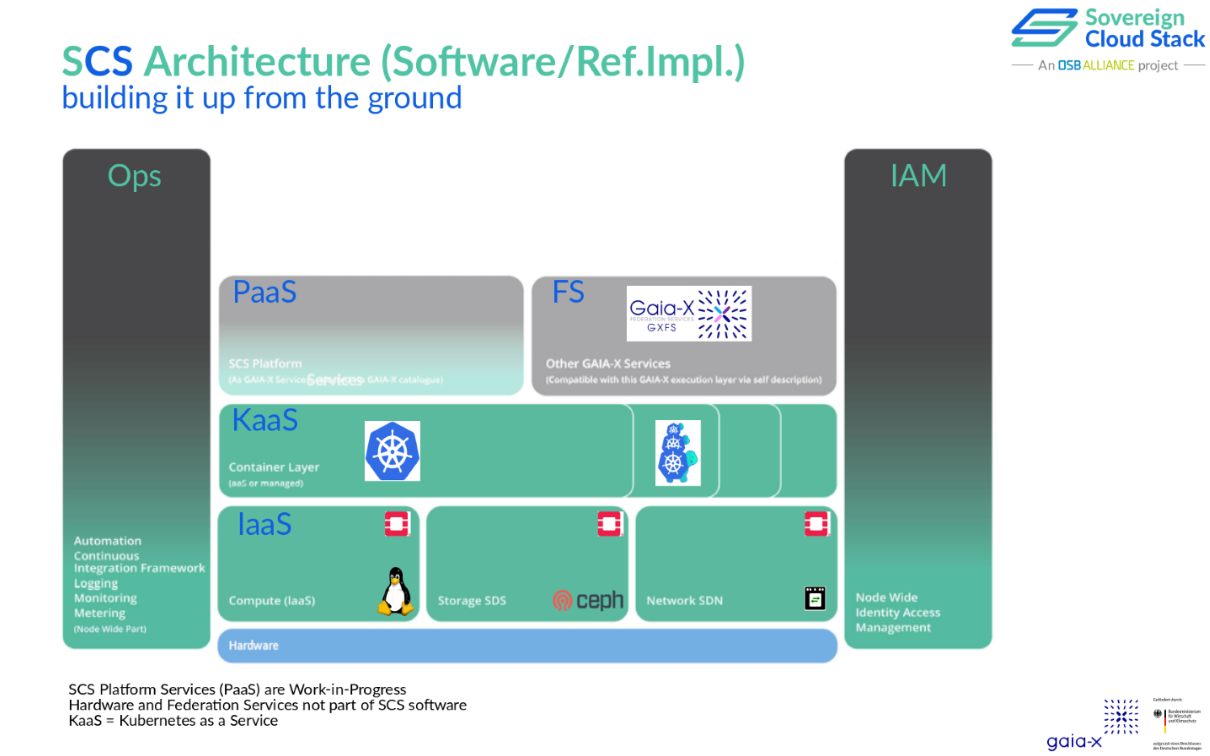 Sovereign
Cloud Stack
An OSB ALLIANCE project
SCS Architecture (Software/Ref.Impl.)
building it up from the ground
Ops
IAM
PaaS
FS
Gaia-X
FEDERATION SERVICES
GXFS
SCS Platform
Services
(As GAIA-X Services GAIA-X catalogue)
Other GAIA-X Services
(Compatible with this GAIA-X execution layer via self description)
KaaS
Container Layer
(aaS or managed)
IaaS
Compute (IaaS)
Storage SDS
ceph
Network SDN
Automation
Continuous
Integration Framework
Logging
Monitoring
Metering
(Node Wide Part)
Node Wide
Identity Access
Management
Hardware
SCS Platform Services (PaaS) are Work-in-Progress
Hardware and Federation Services not part of SCS software
KaaS = Kubernetes as a Service
gaia-x
Gefördert durch:
Bundesministerium
für Wirtschaft
und Klimaschutz
aufgrund eines Beschlusses
des Deutschen Bundestages